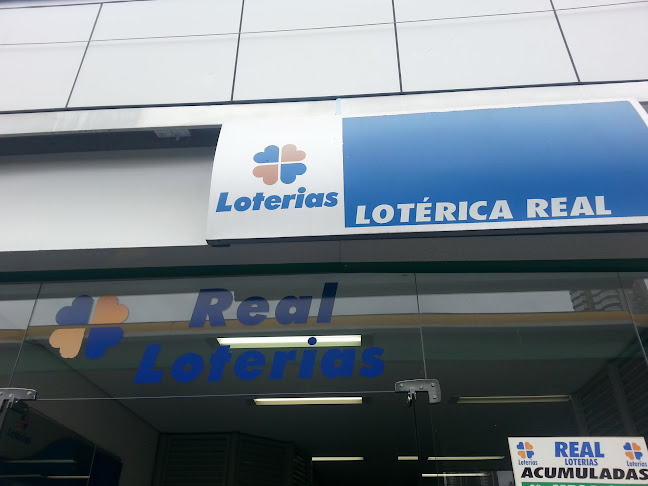 Loterias
LOTÉRICA REAL
Real
Loterias
REAL
LOTERIAS
Loterias
Loterias
ACUMULADAS